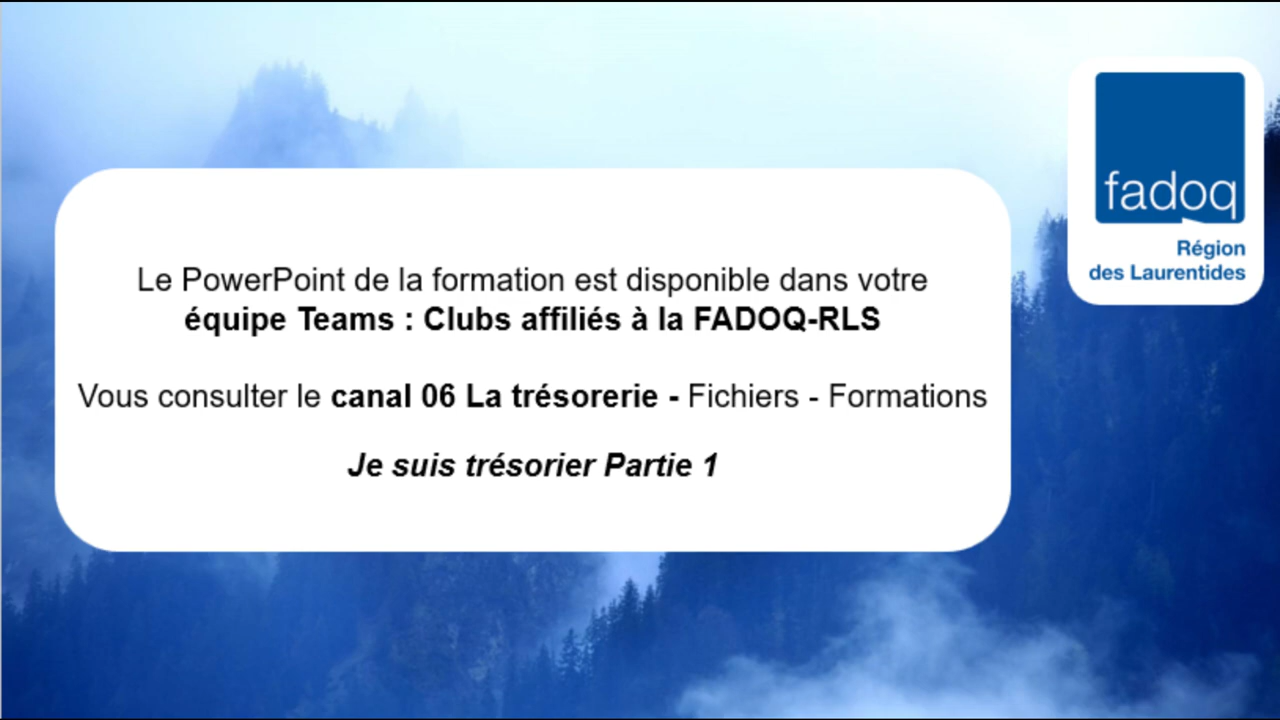 fadoq
Région
des Laurentides
Le PowerPoint de la formation est disponible dans votre
équipe Teams : Clubs affiliés à la FADOQ-RLS
Vous consulter le canal 06 La trésorerie - Fichiers - Formations
Je suis trésorier Partie 1